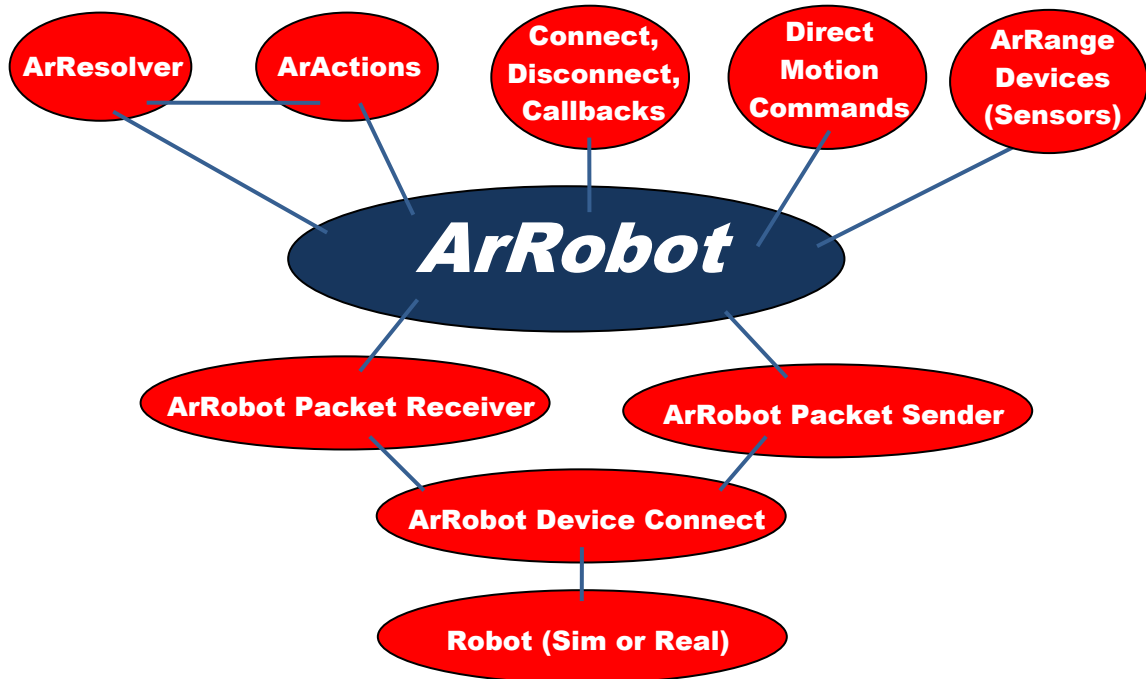 ArResolver
ArActions
Connect,
Disconnect,
Callbacks
Direct
Motion
Commands
ArRange
Devices
(Sensors)
ArRobot
ArRobot Packet Receiver
ArRobot Packet Sender
ArRobot Device Connect
Robot (Sim or Real)